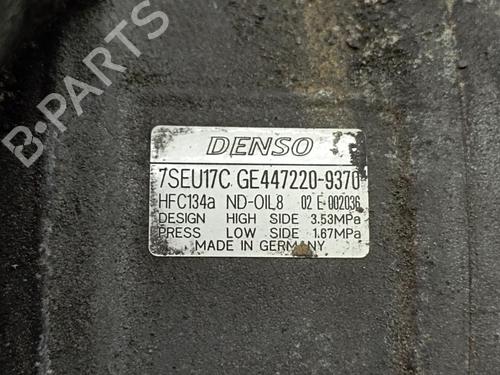 DENSO
7SEU17C GE447220-9370
HFC134a ND-OIL8 02 E 002036
DESIGN HIGH SIDE 3.53MPa
PRESS LOW SIDE 1.67MPa
MADE IN GERMANY
B-PARTS